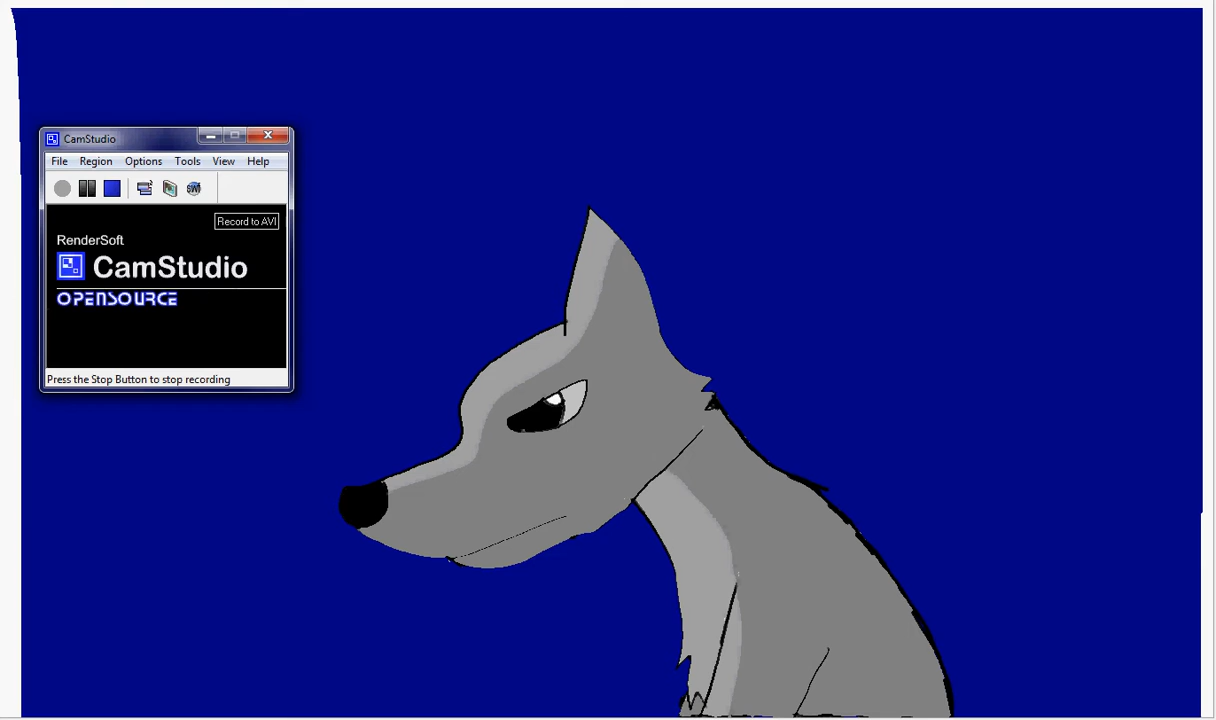 CamStudio
File Region Options Tools View Help
Record to AVI
RenderSoft
CamStudio
OPENSOURCE
Press the Stop Button to stop recording